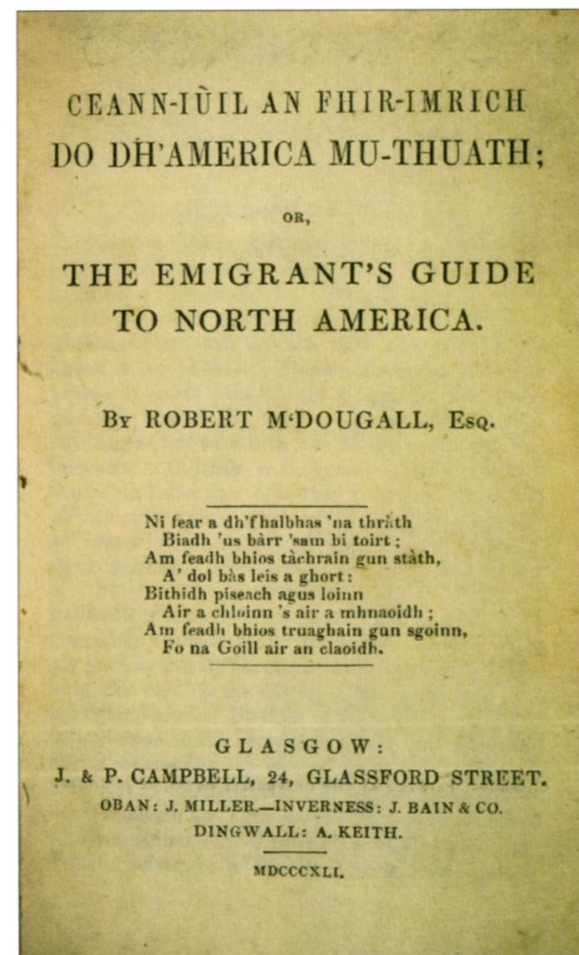 CEANN-IÙIL AN FHIR-IMRICH
DO DH'AMERICA MU-THUATH;
OR,
THE EMIGRANT'S GUIDE
TO NORTH AMERICA.
BY ROBERT M‘DOUGALL, ESQ.
Ni fear a dh'fhalbhas 'na thràth
Biadh 'us bàrr 'sam bi toirt;
Am feadh bhios tàchrain gun stàth,
A' dol bàs leis a ghort:
Bithidh piseach agus loinn
Air a chloinn 's air a mhnaoidh;
Am feadh bhios truaghain gun sgoinn,
Fo na Goill air an claoidh.
GLASGOW:
J. & P. CAMPBELL, 24, GLASSFORD STREET.
OBAN: J. MILLER.—INVERNESS: J. BAIN & CO.
DINGWALL: A. KEITH.
MDCCCXLI.